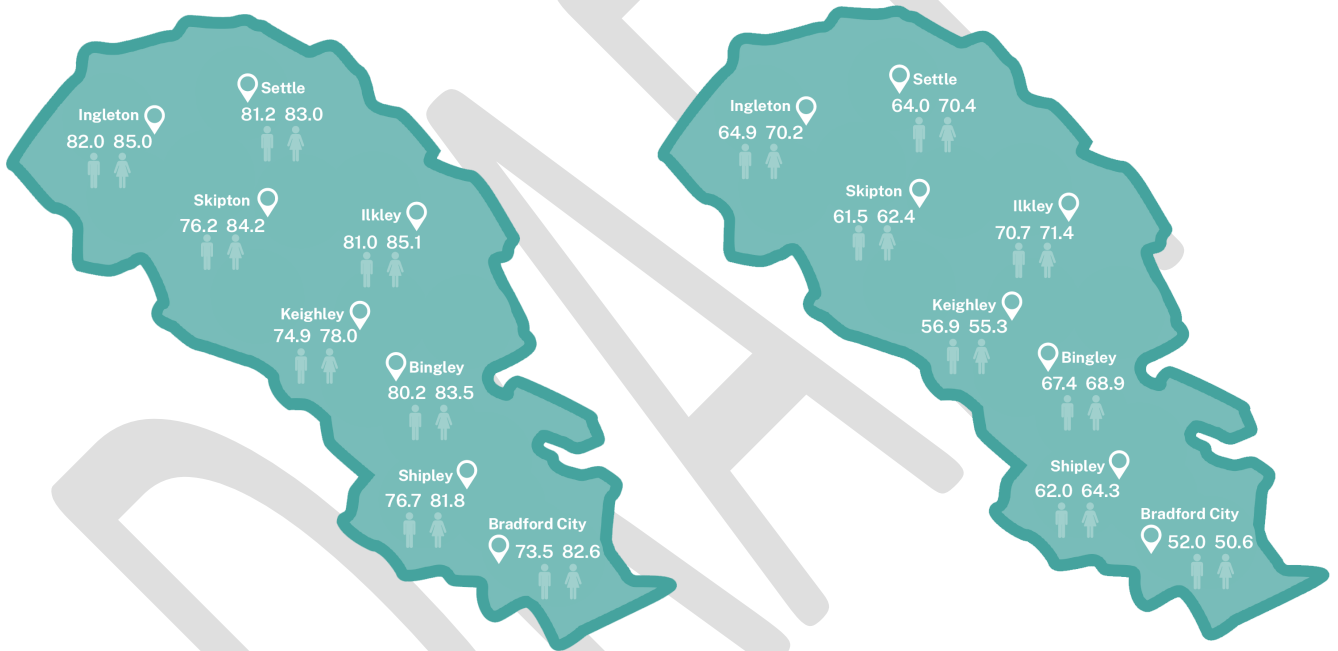 Settle
81.2 83.0
Ingleton
82.0 85.0
Skipton
76.2 84.2
Ilkley
81.0 85.1
Keighley
74.9 78.0
Bingley
80.2 83.5
Shipley
76.7 81.8
Bradford City
73.5 82.6
Settle
64.0 70.4
Ingleton
64.9 70.2
Skipton
61.5 62.4
Ilkley
70.7 71.4
Keighley
56.9 55.3
Bingley
67.4 68.9
Shipley
62.0 64.3
Bradford City
52.0 50.6